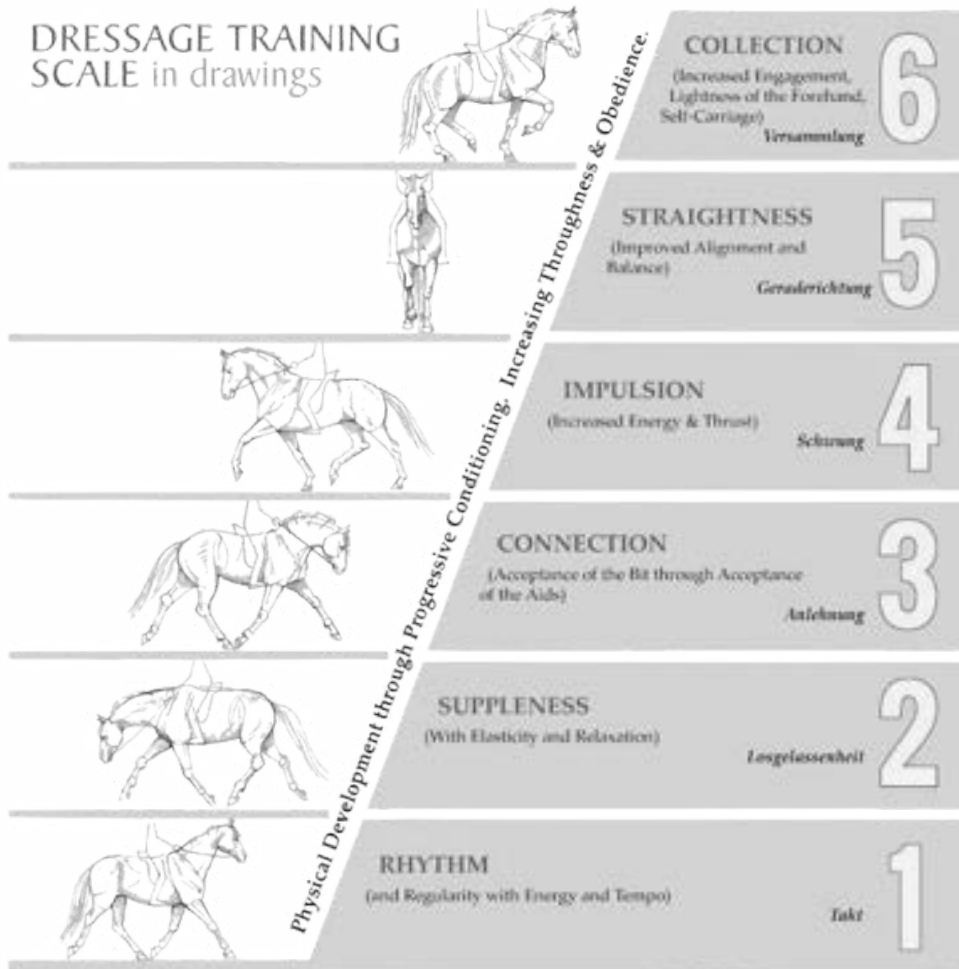 DRESSAGE TRAINING
SCALE in drawings
COLLECTION
(Increased Engagement,
Lightness of the Forehand,
Self-Carriage)
Versammlung
6
STRAIGHTNESS
(Improved Alignment and
Balance)
Geraderichtung
5
IMPULSION
(Increased Energy & Thrust)
Schwung
4
CONNECTION
(Acceptance of the Bit through Acceptance
of the Aids)
Anlehnung
3
SUPPLENESS
(With Elasticity and Relaxation)
Losgelassenheit
2
RHYTHM
(and Regularity with Energy and Tempo)
Takt
1
Physical Development through Progressive Conditioning. Increasing Throughness & Obedience.